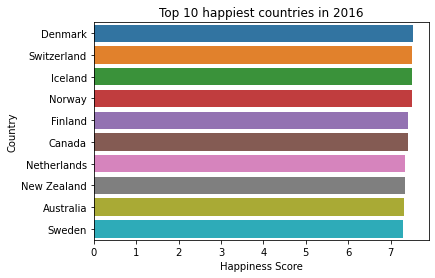 Top 10 happiest countries in 2016
Denmark
Switzerland
Iceland
Norway
Finland
Canada
Netherlands
New Zealand
Australia
Sweden
Country
0 1 2 3 4 5 6 7
Happiness Score